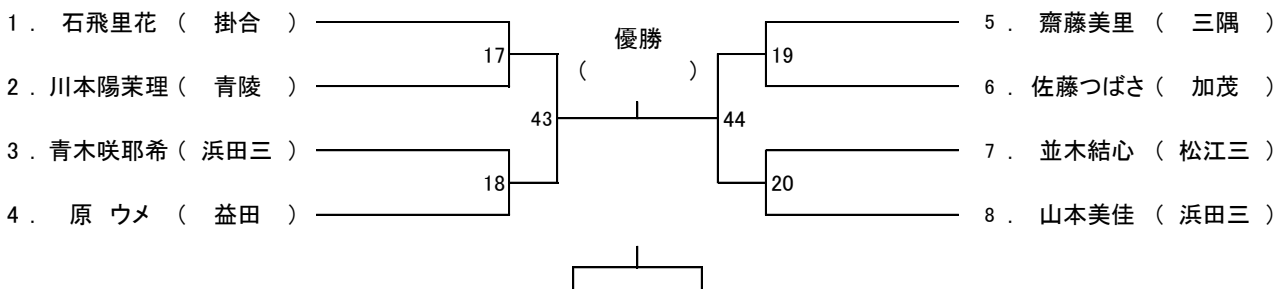 1 . 石飛里花 ( 掛合 )
2 . 川本陽茉理 ( 青陵 )
3 . 青木咲耶希 ( 浜田三 )
4 . 原 ウメ ( 益田 )
17
18
43
優勝
( )
44
19
20
5 . 齋藤美里 ( 三隅 )
6 . 佐藤つばさ ( 加茂 )
7 . 並木結心 ( 松江三 )
8 . 山本美佳 ( 浜田三 )